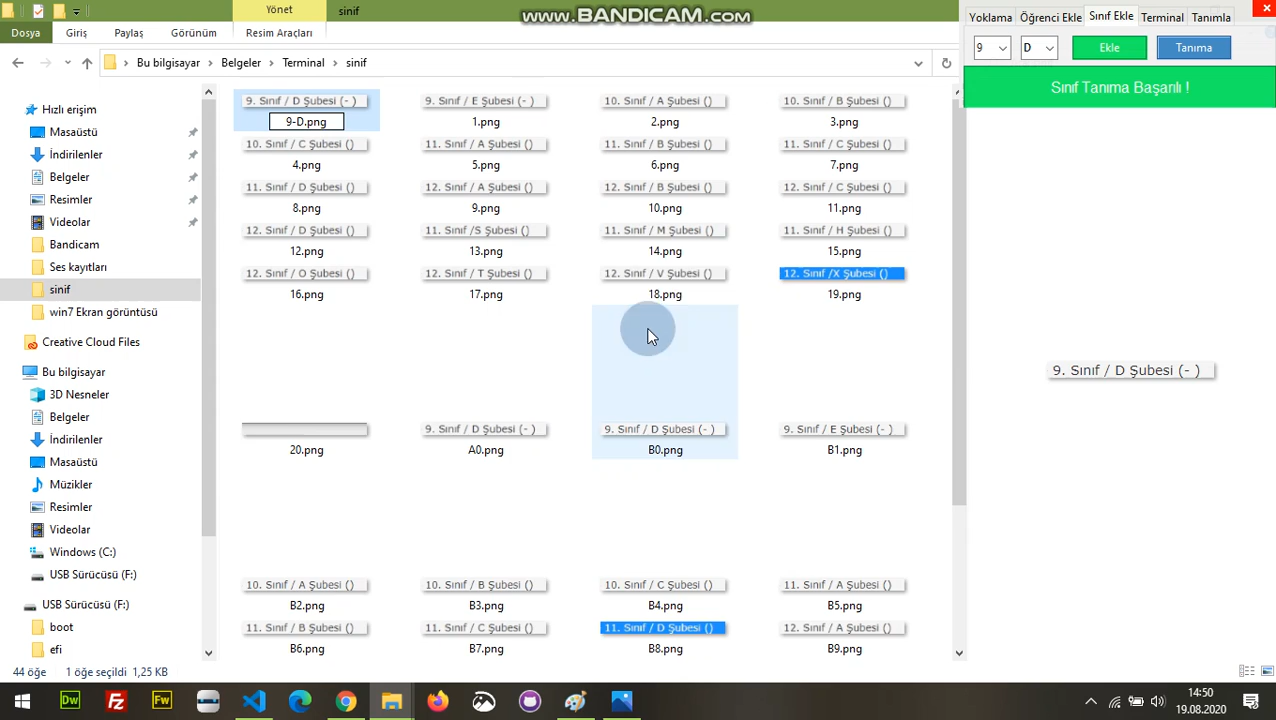 Yönet
sinif
www.BANDICAM.com
Yoklama Öğrenci Ekle Sınıf Ekle Terminal Tanımla
Dosya Giriş Paylaş Görünüm Resim Araçları
9 D Ekle Tanıma
Bu bilgisayar › Belgeler › Terminal › sinif
Sınıf Tanıma Başarılı !
Hızlı erişim
Masaüstü
İndirilenler
Belgeler
Resimler
Videolar
Bandicam
Ses kayıtları
sinif
win7 Ekran görüntüsü
Creative Cloud Files
Bu bilgisayar
3D Nesneler
Belgeler
İndirilenler
Masaüstü
Müzikler
Resimler
Videolar
Windows (C:)
USB Sürücüsü (F:)
USB Sürücüsü (F:)
boot
efi
9. Sınıf / D Şubesi (- ) 9. Sınıf / E Şubesi (- ) 10. Sınıf / A Şubesi () 10. Sınıf / B Şubesi ()
9-D.png 1.png 2.png 3.png
10. Sınıf / C Şubesi () 11. Sınıf / A Şubesi () 11. Sınıf / B Şubesi () 11. Sınıf / C Şubesi ()
4.png 5.png 6.png 7.png
11. Sınıf / D Şubesi () 12. Sınıf / A Şubesi () 12. Sınıf / B Şubesi () 12. Sınıf / C Şubesi ()
8.png 9.png 10.png 11.png
12. Sınıf / D Şubesi () 11. Sınıf /S Şubesi () 11. Sınıf / M Şubesi () 11. Sınıf / H Şubesi ()
12.png 13.png 14.png 15.png
12. Sınıf / O Şubesi () 12. Sınıf / T Şubesi () 12. Sınıf / V Şubesi () 12. Sınıf /X Şubesi ()
16.png 17.png 18.png 19.png
9. Sınıf / D Şubesi (- ) 9. Sınıf / D Şubesi (- ) 9. Sınıf / E Şubesi (- )
20.png A0.png B0.png B1.png
10. Sınıf / A Şubesi () 10. Sınıf / B Şubesi () 10. Sınıf / C Şubesi () 11. Sınıf / A Şubesi ()
B2.png B3.png B4.png B5.png
11. Sınıf / B Şubesi () 11. Sınıf / C Şubesi () 11. Sınıf / D Şubesi () 12. Sınıf / A Şubesi ()
B6.png B7.png B8.png B9.png
9. Sınıf / D Şubesi (- )
44 öğe 1 öğe seçildi 1,25 KB
Dw Fz Fw
14:50
19.08.2020